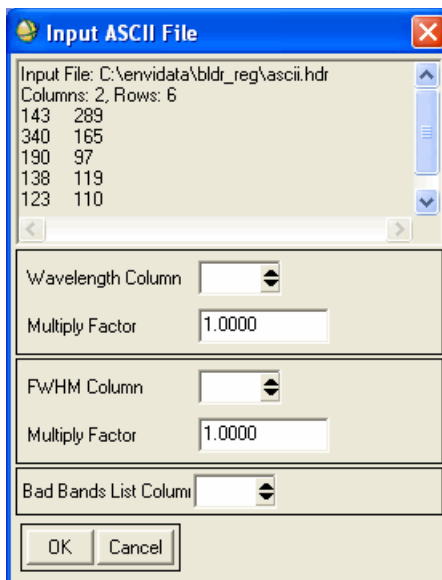 Input ASCII File
Input File: C:\envidata\bldr_reg\ascii.hdr
Columns: 2, Rows: 6
143 289
340 165
190 97
138 119
123 110
Wavelength Column
Multiply Factor 1.0000
FWHM Column
Multiply Factor 1.0000
Bad Bands List Colum
OK Cancel